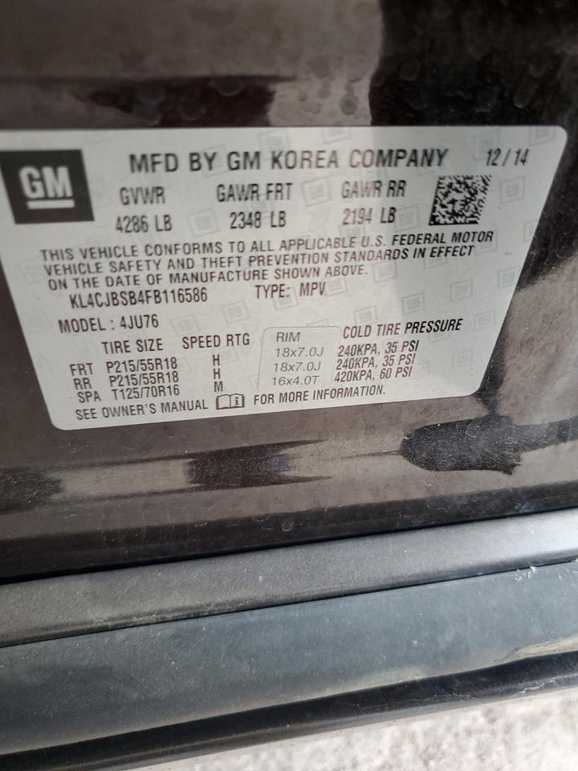 GM MFD BY GM KOREA COMPANY 12/14
GVWR GAWR FRT GAWR RR
4286 LB 2348 LB 2194 LB
THIS VEHICLE CONFORMS TO ALL APPLICABLE U.S. FEDERAL MOTOR
VEHICLE SAFETY AND THEFT PREVENTION STANDARDS IN EFFECT
ON THE DATE OF MANUFACTURE SHOWN ABOVE.
KL4CJBSB4FB116586 TYPE: MPV
MODEL : 4JU76
TIRE SIZE SPEED RTG RIM COLD TIRE PRESSURE
FRT P215/55R18 H 18x7.0J 240KPA, 35 PSI
RR P215/55R18 H 18x7.0J 240KPA, 35 PSI
SPA T125/70R16 M 16x4.0T 420KPA, 60 PSI
SEE OWNER'S MANUAL FOR MORE INFORMATION.